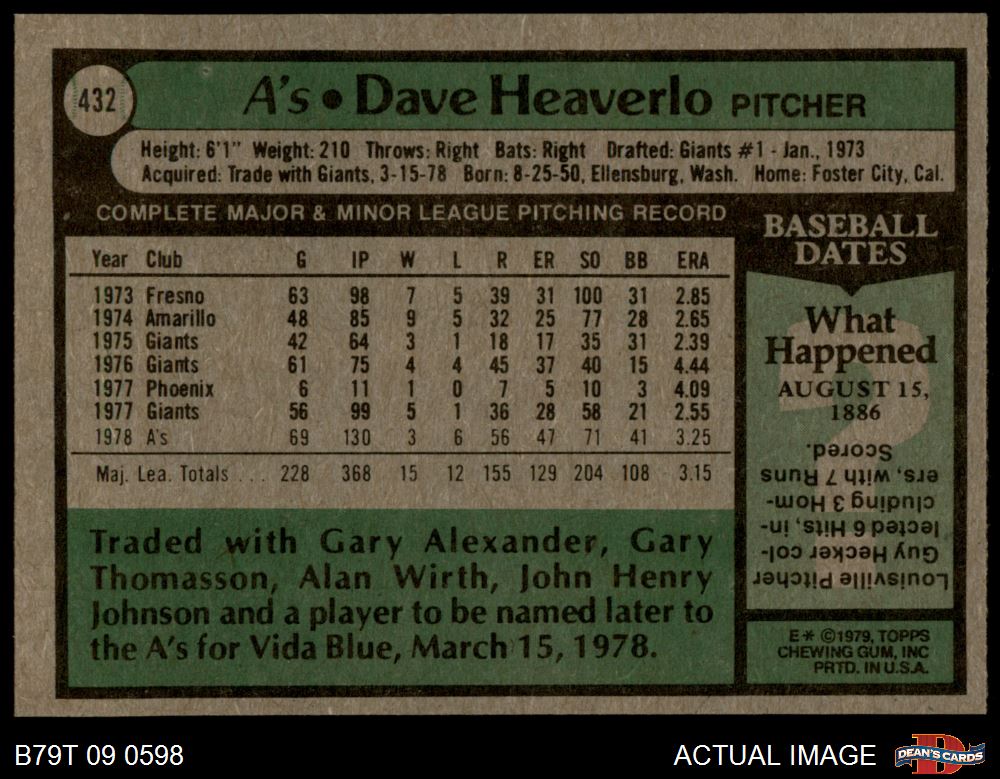 432
A's • Dave Heaverlo PITCHER
Height: 6'1" Weight: 210 Throws: Right Bats: Right Drafted: Giants #1 - Jan., 1973
Acquired: Trade with Giants, 3-15-78 Born: 8-25-50, Ellensburg, Wash. Home: Foster City, Cal.
COMPLETE MAJOR & MINOR LEAGUE PITCHING RECORD
Year Club G IP W L R ER SO BB ERA
1973 Fresno 63 98 7 5 39 31 100 31 2.85
1974 Amarillo 48 85 9 5 32 25 77 28 2.65
1975 Giants 42 64 3 1 18 17 35 31 2.39
1976 Giants 61 75 4 4 45 37 40 15 4.44
1977 Phoenix 6 11 1 0 7 5 10 3 4.09
1977 Giants 56 99 5 1 36 28 58 21 2.55
1978 A's 69 130 3 6 56 47 71 41 3.25
Maj. Lea. Totals . . . 228 368 15 12 155 129 204 108 3.15
Traded with Gary Alexander, Gary
Thomasson, Alan Wirth, John Henry
Johnson and a player to be named later to
the A's for Vida Blue, March 15, 1978.
BASEBALL
DATES
What
Happened
AUGUST 15,
1886
Louisville Pitcher
Guy Hecker col-
lected 6 Hits, in-
cluding 3 Hom-
ers, with 7 Runs
Scored.
E* ©1979, TOPPS
CHEWING GUM, INC
PRTD. IN U.S.A.
B79T 09 0598
ACTUAL IMAGE
DEAN'S CARDS